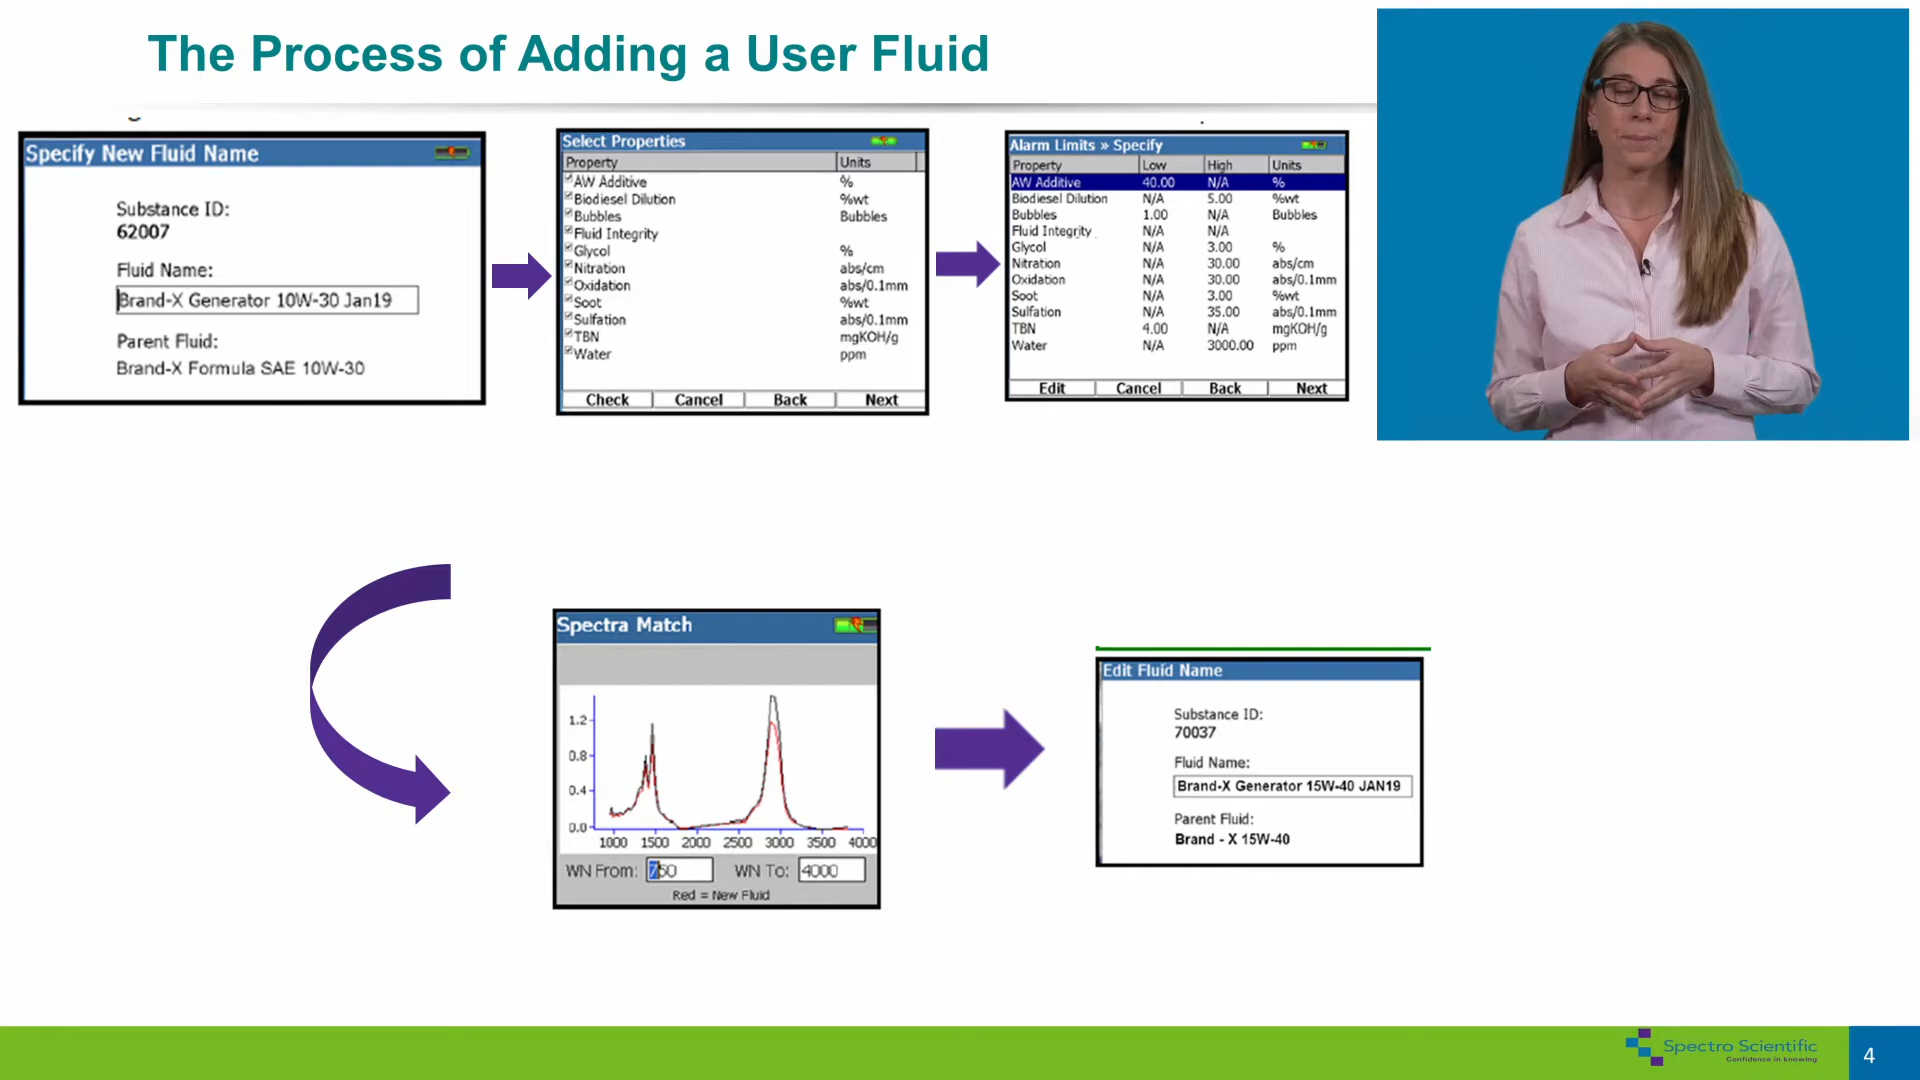 The Process of Adding a User Fluid
Specify New Fluid Name
Substance ID:
62007
Fluid Name:
Brand-X Generator 10W-30 Jan19
Parent Fluid:
Brand-X Formula SAE 10W-30
Select Properties
Property Units
AW Additive %
Biodiesel Dilution %wt
Bubbles Bubbles
Fluid Integrity
Glycol %
Nitration abs/cm
Oxidation abs/0.1mm
Soot %wt
Sulfation abs/0.1mm
TBN mgKOH/g
Water ppm
Check Cancel Back Next
Alarm Limits » Specify
Property Low High Units
AW Additive 40.00 N/A %
Biodiesel Dilution N/A 5.00 %wt
Bubbles 1.00 N/A Bubbles
Fluid Integrity N/A N/A
Glycol N/A 3.00 %
Nitration N/A 30.00 abs/cm
Oxidation N/A 30.00 abs/0.1mm
Soot N/A 3.00 %wt
Sulfation N/A 35.00 abs/0.1mm
TBN 4.00 N/A mgKOH/g
Water N/A 3000.00 ppm
Edit Cancel Back Next
Spectra Match
1.2
0.8
0.4
0.0
1000 1500 2000 2500 3000 3500 4000
WN From: 750 WN To: 4000
Red = New Fluid
Edit Fluid Name
Substance ID:
70037
Fluid Name:
Brand-X Generator 15W-40 JAN19
Parent Fluid:
Brand - X 15W-40
Spectro Scientific
Confidence in knowing
4